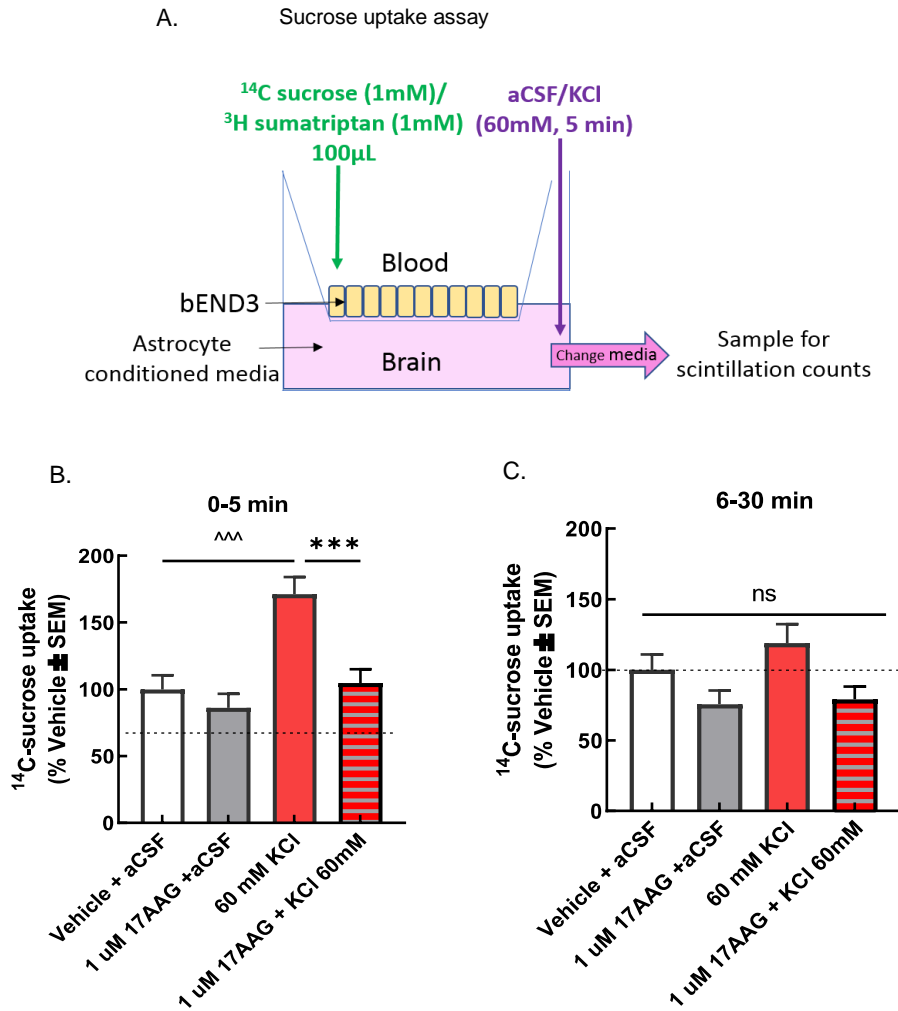 A.
Sucrose uptake assay
¹⁴C sucrose (1mM)/
³H sumatriptan (1mM)
100µL
aCSF/KCl
(60mM, 5 min)
Blood
bEND3
Astrocyte
conditioned media
Brain
Change media
Sample for
scintillation counts
B.
0-5 min
^^^
***
¹⁴C-sucrose uptake
(% Vehicle ± SEM)
200
150
100
50
0
Vehicle + aCSF
1 uM 17AAG +aCSF
60 mM KCl
1 uM 17AAG + KCl 60mM
C.
6-30 min
ns
¹⁴C-sucrose uptake
(% Vehicle ± SEM)
200
150
100
50
0
Vehicle + aCSF
1 uM 17AAG +aCSF
60 mM KCl
1 uM 17AAG + KCl 60mM